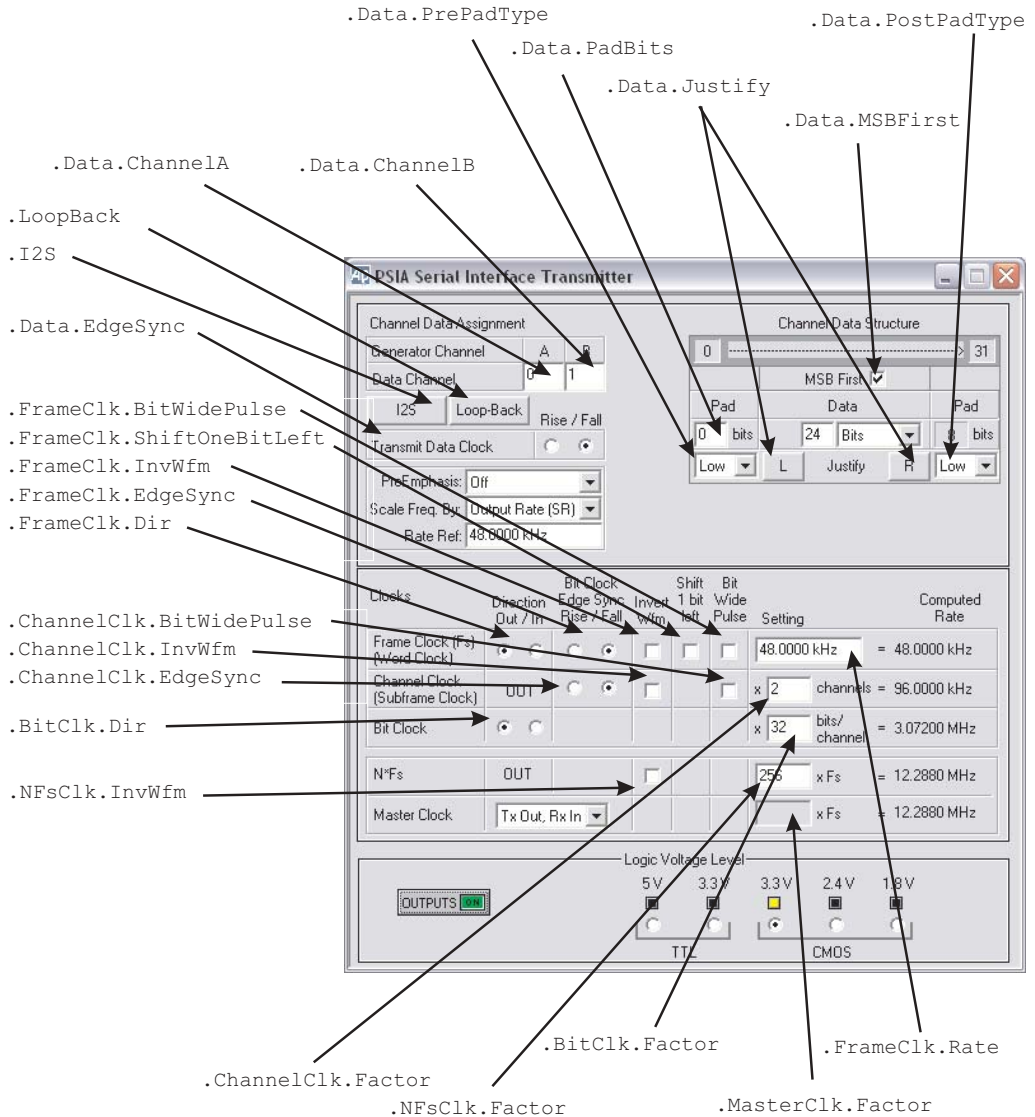 .Data.PrePadType
.Data.PostPadType
.Data.PadBits
.Data.Justify
.Data.MSBFirst
.Data.ChannelA
.Data.ChannelB
.LoopBack
.I2S
.Data.EdgeSync
.FrameClk.BitWidePulse
.FrameClk.ShiftOneBitLeft
.FrameClk.InvWfm
.FrameClk.EdgeSync
.FrameClk.Dir
.ChannelClk.BitWidePulse
.ChannelClk.InvWfm
.ChannelClk.EdgeSync
.BitClk.Dir
.NFsClk.InvWfm
PSIA Serial Interface Transmitter
Channel Data Assignment
Generator Channel A B
Data Channel 0 1
I2S Loop-Back Rise / Fall
Transmit Data Clock
PreEmphasis: Off
Scale Freq. By: Output Rate (SR)
Rate Ref: 48.0000 kHz
Channel Data Structure
0 31
MSB First
Pad Data Pad
0 bits 24 Bits 8 bits
Low L Justify R Low
Clocks
Direction Out / In
Bit Clock Edge Sync Rise / Fall
Invert Wfm
Shift 1 bit left
Bit Wide Pulse
Setting
Computed Rate
Frame Clock (Fs) (Word Clock) 48.0000 kHz = 48.0000 kHz
Channel Clock (Subframe Clock) OUT x 2 channels = 96.0000 kHz
Bit Clock x 32 bits/ channel = 3.07200 MHz
N*Fs OUT 256 x Fs = 12.2880 MHz
Master Clock Tx Out, Rx In x Fs = 12.2880 MHz
Logic Voltage Level
5 V 3.3 V 3.3 V 2.4 V 1.8 V
OUTPUTS ON
TTL CMOS
.BitClk.Factor
.FrameClk.Rate
.ChannelClk.Factor
.NFsClk.Factor
.MasterClk.Factor